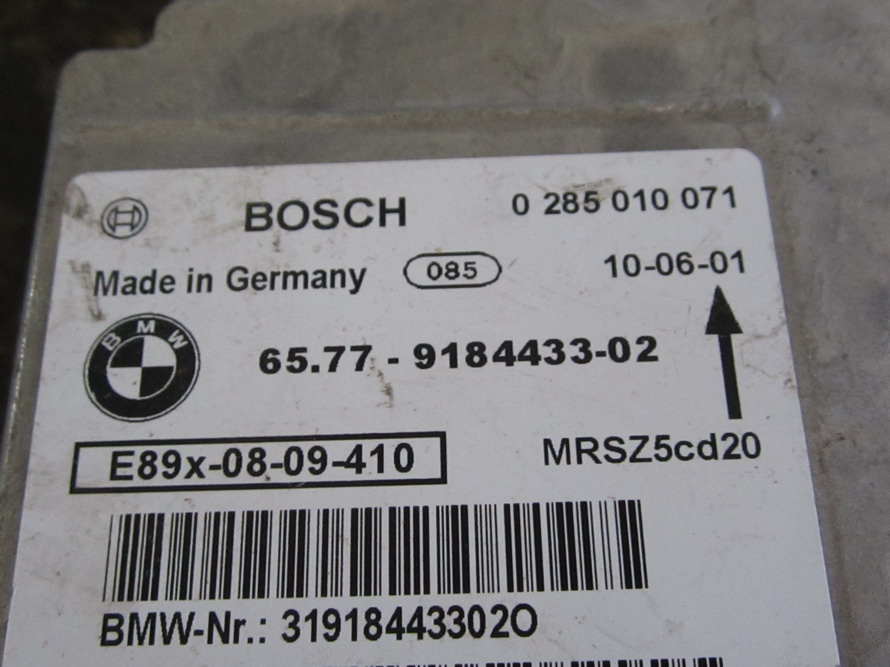 BOSCH 0 285 010 071
Made in Germany 085 10-06-01
BMW 65.77 - 9184433-02
E89x-08-09-410 MRSZ5cd20
BMW-Nr.: 31918443302O